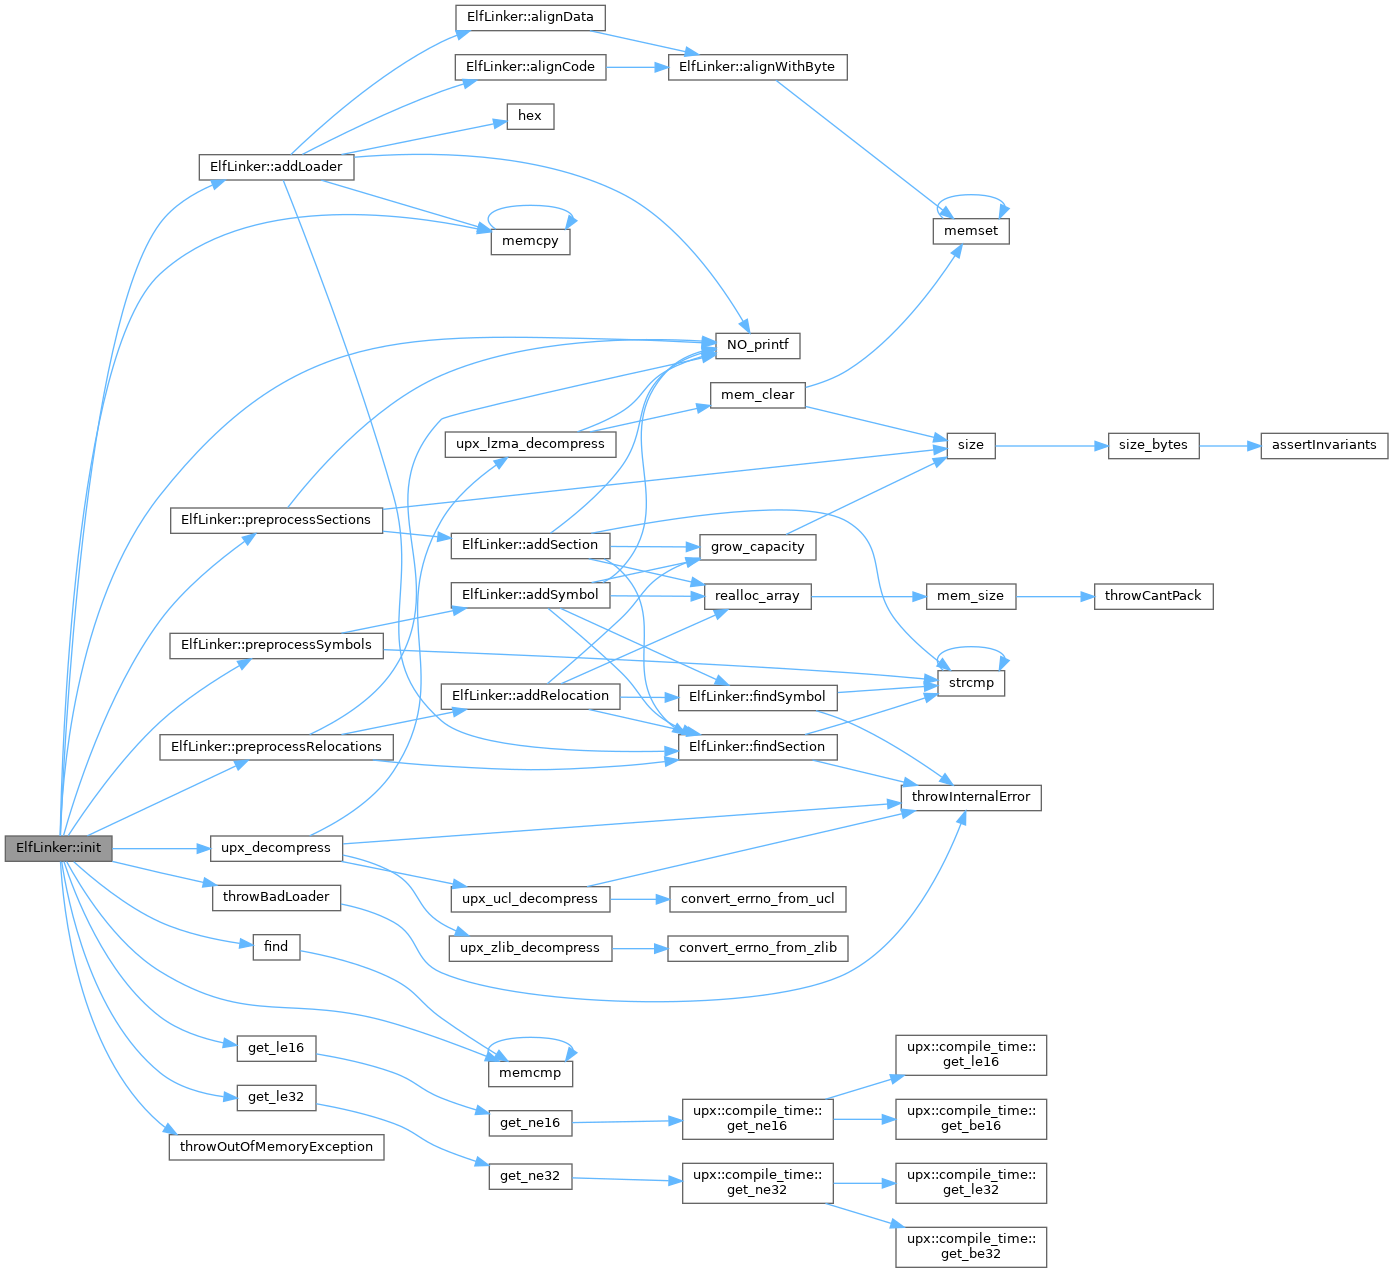 ElfLinker::alignData
ElfLinker::alignCode
ElfLinker::alignWithByte
hex
ElfLinker::addLoader
memcpy
memset
NO_printf
mem_clear
upx_lzma_decompress
size
size_bytes
assertInvariants
ElfLinker::preprocessSections
ElfLinker::addSection
grow_capacity
ElfLinker::addSymbol
realloc_array
mem_size
throwCantPack
ElfLinker::preprocessSymbols
strcmp
ElfLinker::addRelocation
ElfLinker::findSymbol
ElfLinker::preprocessRelocations
ElfLinker::findSection
throwInternalError
ElfLinker::init
upx_decompress
throwBadLoader
upx_ucl_decompress
convert_errno_from_ucl
find
upx_zlib_decompress
convert_errno_from_zlib
get_le16
memcmp
upx::compile_time::
get_le16
get_le32
get_ne16
upx::compile_time::
get_ne16
upx::compile_time::
get_be16
throwOutOfMemoryException
get_ne32
upx::compile_time::
get_ne32
upx::compile_time::
get_le32
upx::compile_time::
get_be32